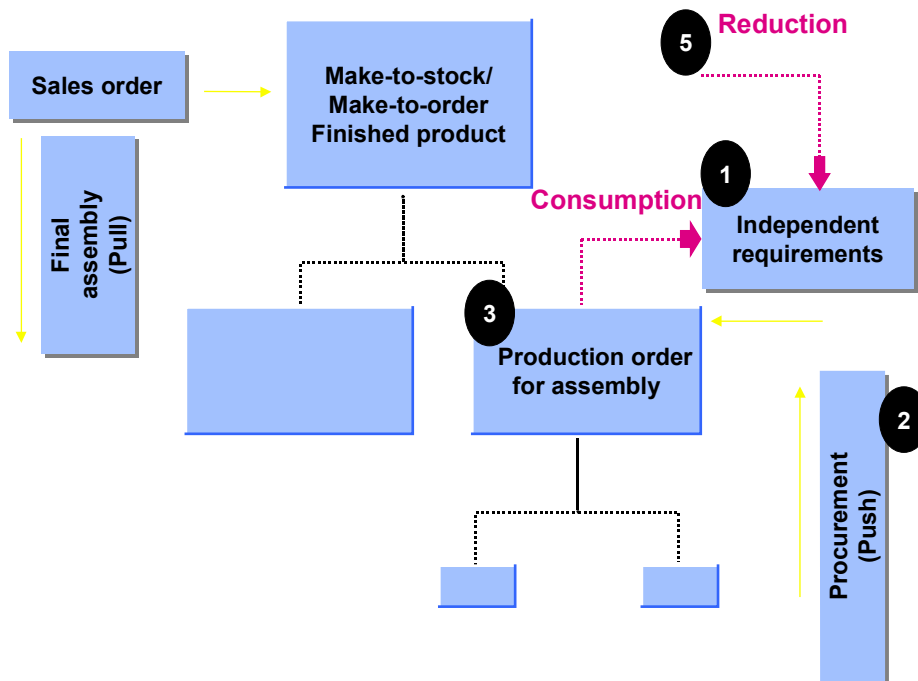 5
Reduction
Sales order
Make-to-stock/
Make-to-order
Finished product
1
Final
assembly
(Pull)
Consumption
Independent
requirements
3
Production order
for assembly
2
Procurement
(Push)